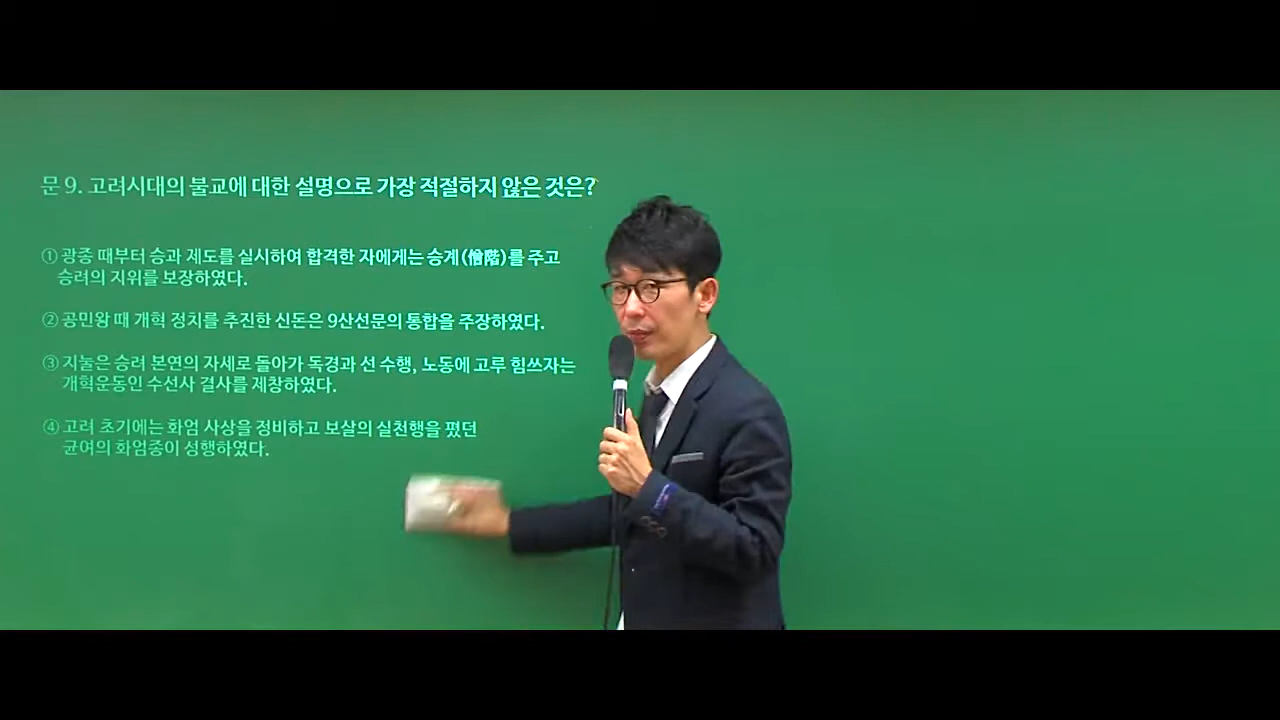 문 9. 고려시대의 불교에 대한 설명으로 가장 적절하지 않은 것은?
① 광종 때부터 승과 제도를 실시하여 합격한 자에게는 승계(僧階)를 주고
승려의 지위를 보장하였다.
② 공민왕 때 개혁 정치를 추진한 신돈은 9산선문의 통합을 주장하였다.
③ 지눌은 승려 본연의 자세로 돌아가 독경과 선 수행, 노동에 고루 힘쓰자는
개혁운동인 수선사 결사를 제창하였다.
④ 고려 초기에는 화엄 사상을 정비하고 보살의 실천행을 폈던
균여의 화엄종이 성행하였다.